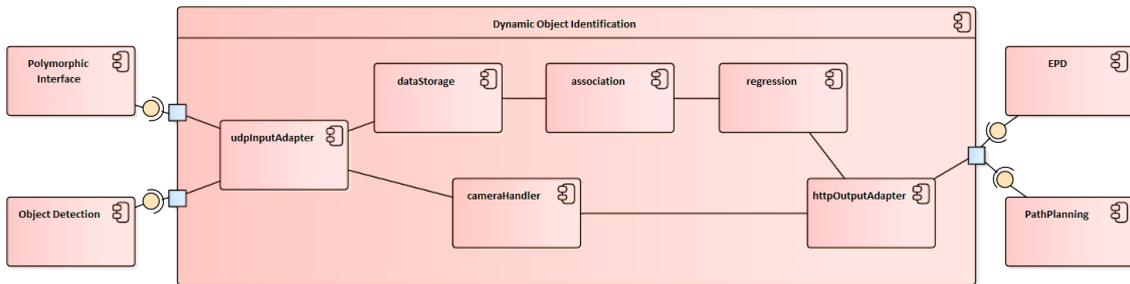 Dynamic Object Identification
Polymorphic
Interface
dataStorage
association
regression
EPD
udpInputAdapter
cameraHandler
httpOutputAdapter
Object Detection
PathPlanning